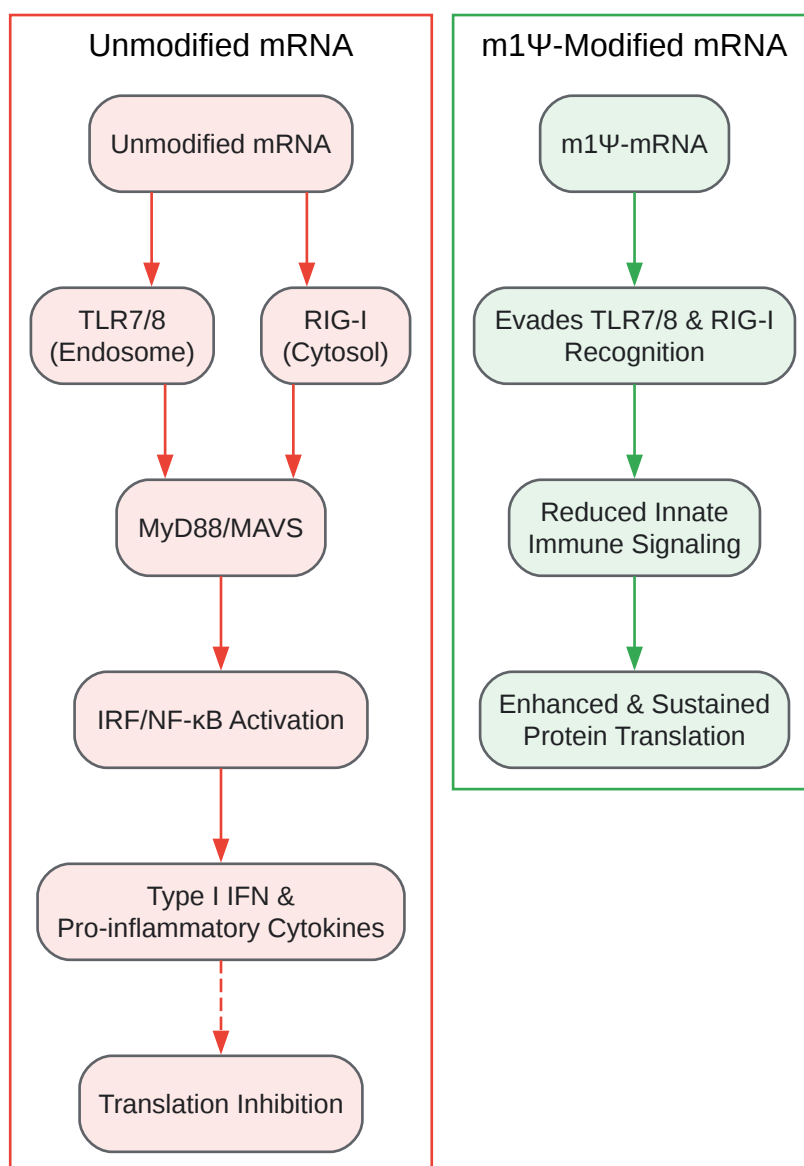 Unmodified mRNA
Unmodified mRNA
TLR7/8
(Endosome)
RIG-I
(Cytosol)
MyD88/MAVS
IRF/NF-κB Activation
Type I IFN &
Pro-inflammatory Cytokines
Translation Inhibition
m1Ψ-Modified mRNA
m1Ψ-mRNA
Evades TLR7/8 & RIG-I
Recognition
Reduced Innate
Immune Signaling
Enhanced & Sustained
Protein Translation